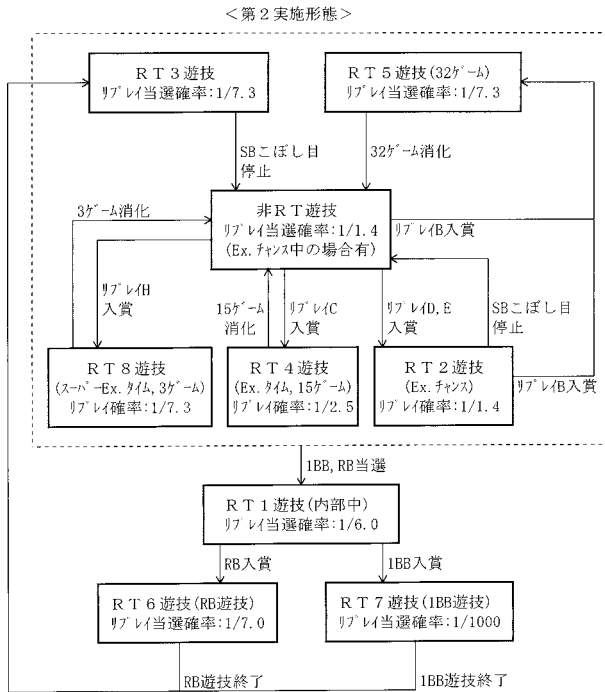 ＜第２実施形態＞
ＲＴ３遊技
ﾘﾌﾟﾚｲ当選確率:1/7.3
ＲＴ５遊技(32ｹﾞｰﾑ)
ﾘﾌﾟﾚｲ当選確率:1/7.3
SBこぼし目
停止
32ｹﾞｰﾑ消化
3ｹﾞｰﾑ消化
非ＲＴ遊技
ﾘﾌﾟﾚｲ当選確率:1/1.4
(Ex.ﾁｬﾝｽ中の場合有)
ﾘﾌﾟﾚｲB入賞
ﾘﾌﾟﾚｲH
入賞
15ｹﾞｰﾑ
消化
ﾘﾌﾟﾚｲC
入賞
ﾘﾌﾟﾚｲD,E
入賞
SBこぼし目
停止
ＲＴ８遊技
(ｽｰﾊﾟｰEx.ﾀｲﾑ,3ｹﾞｰﾑ)
ﾘﾌﾟﾚｲ確率:1/7.3
ＲＴ４遊技
(Ex.ﾀｲﾑ,15ｹﾞｰﾑ)
ﾘﾌﾟﾚｲ確率:1/2.5
ＲＴ２遊技
(Ex.ﾁｬﾝｽ)
ﾘﾌﾟﾚｲ確率:1/1.4
ﾘﾌﾟﾚｲB入賞
1BB,RB当選
ＲＴ１遊技(内部中)
ﾘﾌﾟﾚｲ当選確率:1/6.0
RB入賞
1BB入賞
ＲＴ６遊技(RB遊技)
ﾘﾌﾟﾚｲ当選確率:1/7.0
ＲＴ７遊技(1BB遊技)
ﾘﾌﾟﾚｲ当選確率:1/1000
RB遊技終了
1BB遊技終了